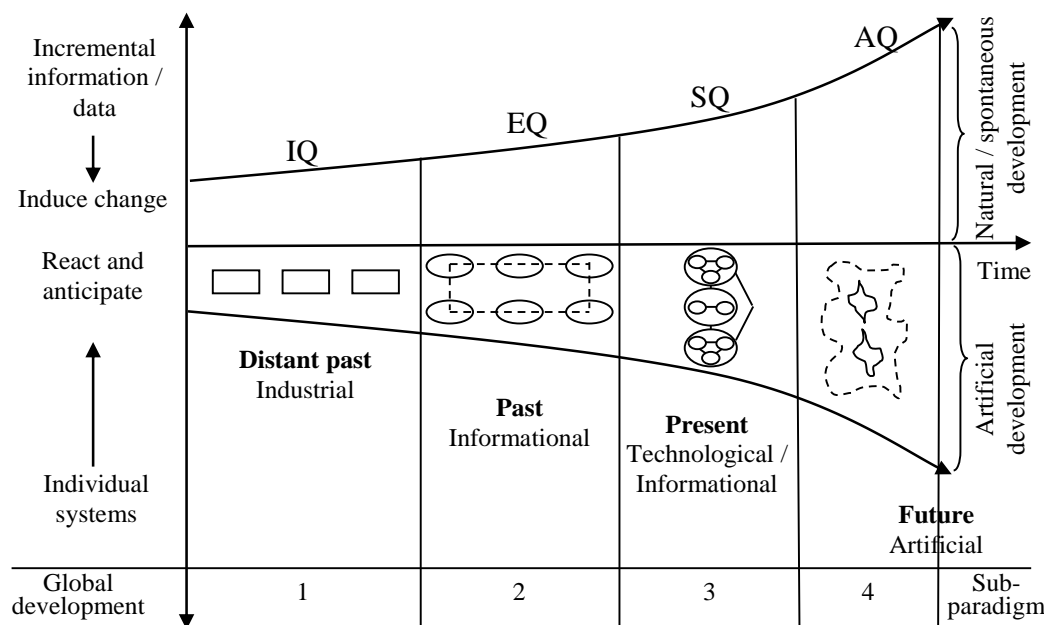 Incremental
information /
data
Induce change
React and
anticipate
Individual
systems
Global
development
IQ
EQ
SQ
AQ
Natural / spontaneous
development
Time
Artificial
development
Distant past
Industrial
Past
Informational
Present
Technological /
Informational
Future
Artificial
1
2
3
4
Sub-
paradigm